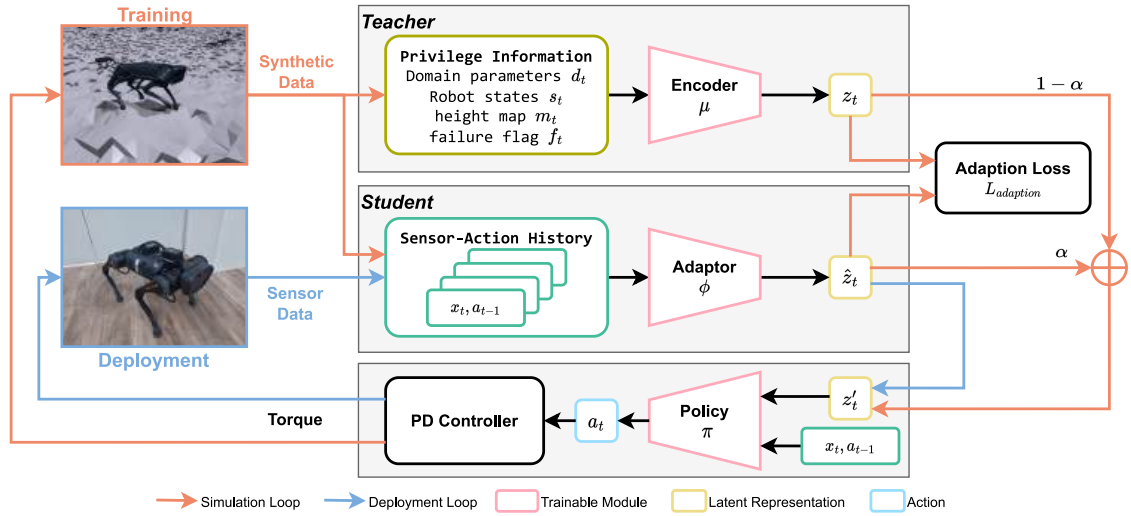 Training
Synthetic
Data
Teacher
Privilege Information
Domain parameters d_t
Robot states s_t
height map m_t
failure flag f_t
Encoder
μ
z_t
1 − α
Adaption Loss
L_{adaption}
Student
Sensor-Action History
x_t, a_{t−1}
Adaptor
ϕ
ẑ_t
α
Sensor
Data
Deployment
Torque
PD Controller
a_t
Policy
π
z'_t
x_t, a_{t−1}
Simulation Loop
Deployment Loop
Trainable Module
Latent Representation
Action